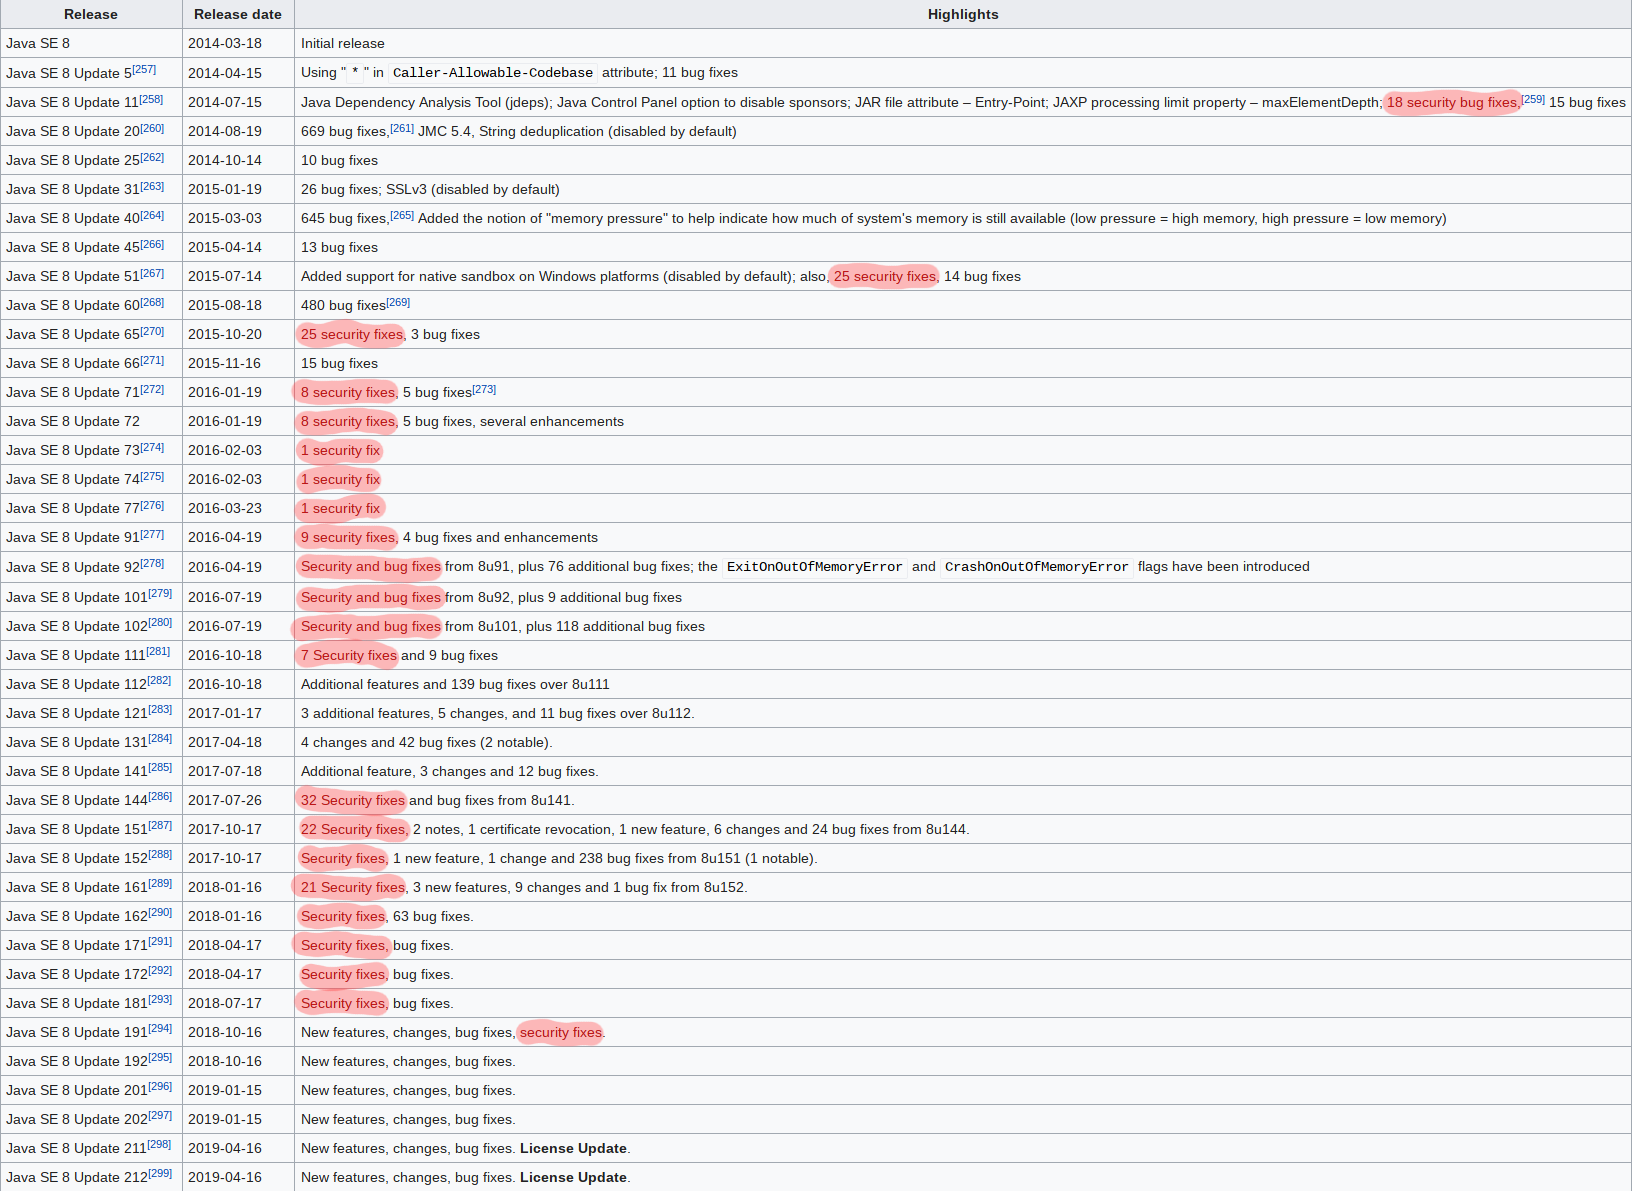 Release Release date Highlights
Java SE 8 2014-03-18 Initial release
Java SE 8 Update 5[257] 2014-04-15 Using "*" in Caller-Allowable-Codebase attribute; 11 bug fixes
Java SE 8 Update 11[258] 2014-07-15 Java Dependency Analysis Tool (jdeps); Java Control Panel option to disable sponsors; JAR file attribute – Entry-Point; JAXP processing limit property – maxElementDepth; 18 security bug fixes,[259] 15 bug fixes
Java SE 8 Update 20[260] 2014-08-19 669 bug fixes,[261] JMC 5.4, String deduplication (disabled by default)
Java SE 8 Update 25[262] 2014-10-14 10 bug fixes
Java SE 8 Update 31[263] 2015-01-19 26 bug fixes; SSLv3 (disabled by default)
Java SE 8 Update 40[264] 2015-03-03 645 bug fixes,[265] Added the notion of "memory pressure" to help indicate how much of system's memory is still available (low pressure = high memory, high pressure = low memory)
Java SE 8 Update 45[266] 2015-04-14 13 bug fixes
Java SE 8 Update 51[267] 2015-07-14 Added support for native sandbox on Windows platforms (disabled by default); also, 25 security fixes, 14 bug fixes
Java SE 8 Update 60[268] 2015-08-18 480 bug fixes[269]
Java SE 8 Update 65[270] 2015-10-20 25 security fixes, 3 bug fixes
Java SE 8 Update 66[271] 2015-11-16 15 bug fixes
Java SE 8 Update 71[272] 2016-01-19 8 security fixes, 5 bug fixes[273]
Java SE 8 Update 72 2016-01-19 8 security fixes, 5 bug fixes, several enhancements
Java SE 8 Update 73[274] 2016-02-03 1 security fix
Java SE 8 Update 74[275] 2016-02-03 1 security fix
Java SE 8 Update 77[276] 2016-03-23 1 security fix
Java SE 8 Update 91[277] 2016-04-19 9 security fixes, 4 bug fixes and enhancements
Java SE 8 Update 92[278] 2016-04-19 Security and bug fixes from 8u91, plus 76 additional bug fixes; the ExitOnOutOfMemoryError and CrashOnOutOfMemoryError flags have been introduced
Java SE 8 Update 101[279] 2016-07-19 Security and bug fixes from 8u92, plus 9 additional bug fixes
Java SE 8 Update 102[280] 2016-07-19 Security and bug fixes from 8u101, plus 118 additional bug fixes
Java SE 8 Update 111[281] 2016-10-18 7 Security fixes and 9 bug fixes
Java SE 8 Update 112[282] 2016-10-18 Additional features and 139 bug fixes over 8u111
Java SE 8 Update 121[283] 2017-01-17 3 additional features, 5 changes, and 11 bug fixes over 8u112.
Java SE 8 Update 131[284] 2017-04-18 4 changes and 42 bug fixes (2 notable).
Java SE 8 Update 141[285] 2017-07-18 Additional feature, 3 changes and 12 bug fixes.
Java SE 8 Update 144[286] 2017-07-26 32 Security fixes and bug fixes from 8u141.
Java SE 8 Update 151[287] 2017-10-17 22 Security fixes, 2 notes, 1 certificate revocation, 1 new feature, 6 changes and 24 bug fixes from 8u144.
Java SE 8 Update 152[288] 2017-10-17 Security fixes, 1 new feature, 1 change and 238 bug fixes from 8u151 (1 notable).
Java SE 8 Update 161[289] 2018-01-16 21 Security fixes, 3 new features, 9 changes and 1 bug fix from 8u152.
Java SE 8 Update 162[290] 2018-01-16 Security fixes, 63 bug fixes.
Java SE 8 Update 171[291] 2018-04-17 Security fixes, bug fixes.
Java SE 8 Update 172[292] 2018-04-17 Security fixes, bug fixes.
Java SE 8 Update 181[293] 2018-07-17 Security fixes, bug fixes.
Java SE 8 Update 191[294] 2018-10-16 New features, changes, bug fixes, security fixes.
Java SE 8 Update 192[295] 2018-10-16 New features, changes, bug fixes.
Java SE 8 Update 201[296] 2019-01-15 New features, changes, bug fixes.
Java SE 8 Update 202[297] 2019-01-15 New features, changes, bug fixes.
Java SE 8 Update 211[298] 2019-04-16 New features, changes, bug fixes. License Update.
Java SE 8 Update 212[299] 2019-04-16 New features, changes, bug fixes. License Update.